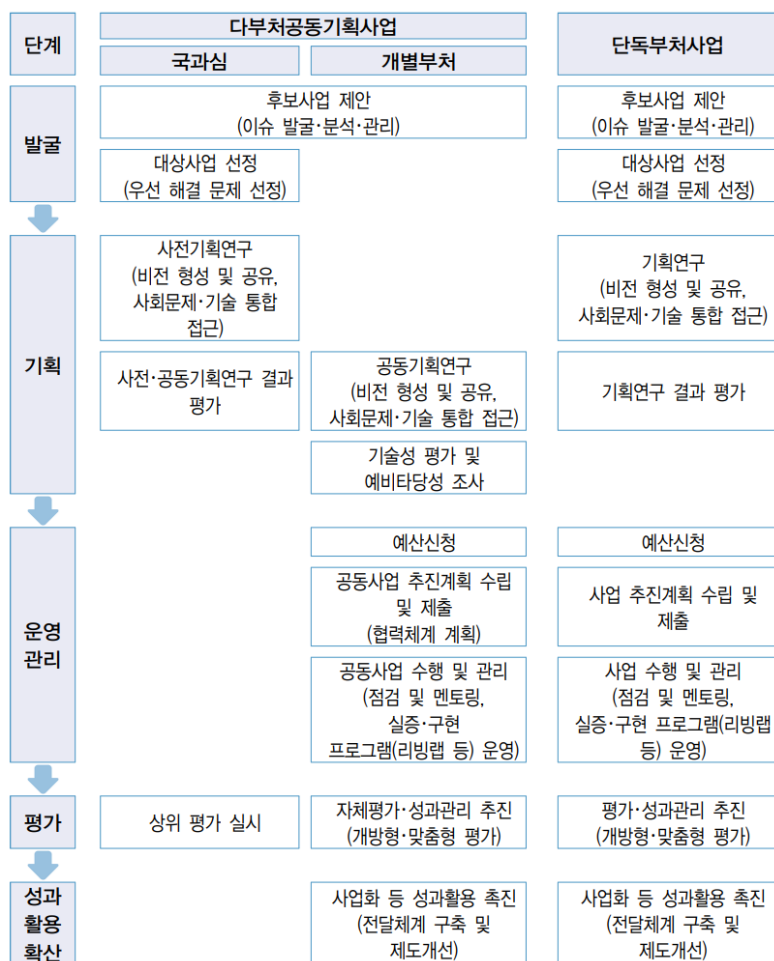 단계
다부처공동기획사업
단독부처사업
국과심
개별부처
발굴
후보사업 제안
(이슈 발굴·분석·관리)
후보사업 제안
(이슈 발굴·분석·관리)
대상사업 선정
(우선 해결 문제 선정)
대상사업 선정
(우선 해결 문제 선정)
기획
사전기획연구
(비전 형성 및 공유,
사회문제·기술 통합
접근)
기획연구
(비전 형성 및 공유,
사회문제·기술 통합 접근)
사전·공동기획연구 결과
평가
공동기획연구
(비전 형성 및 공유,
사회문제·기술 통합 접근)
기획연구 결과 평가
기술성 평가 및
예비타당성 조사
운영
관리
예산신청
예산신청
공동사업 추진계획 수립
및 제출
(협력체계 계획)
사업 추진계획 수립 및
제출
공동사업 수행 및 관리
(점검 및 멘토링,
실증·구현
프로그램(리빙랩 등) 운영)
사업 수행 및 관리
(점검 및 멘토링,
실증·구현 프로그램(리빙랩
등) 운영)
평가
상위 평가 실시
자체평가·성과관리 추진
(개방형·맞춤형 평가)
평가·성과관리 추진
(개방형·맞춤형 평가)
성과
활용
확산
사업화 등 성과활용 촉진
(전달체계 구축 및
제도개선)
사업화 등 성과활용 촉진
(전달체계 구축 및
제도개선)